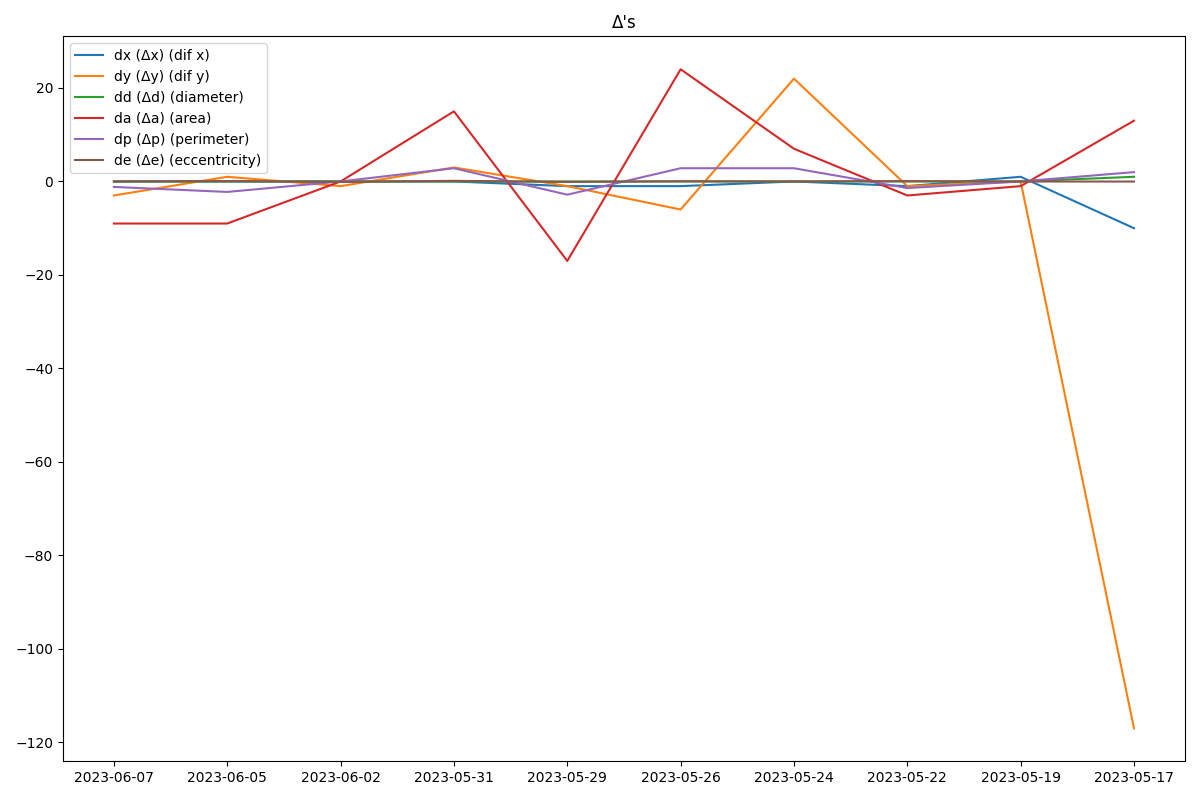 Δ's
dx (Δx) (dif x)
dy (Δy) (dif y)
dd (Δd) (diameter)
da (Δa) (area)
dp (Δp) (perimeter)
de (Δe) (eccentricity)
20
0
−20
−40
−60
−80
−100
−120
2023-06-07 2023-06-05 2023-06-02 2023-05-31 2023-05-29 2023-05-26 2023-05-24 2023-05-22 2023-05-19 2023-05-17